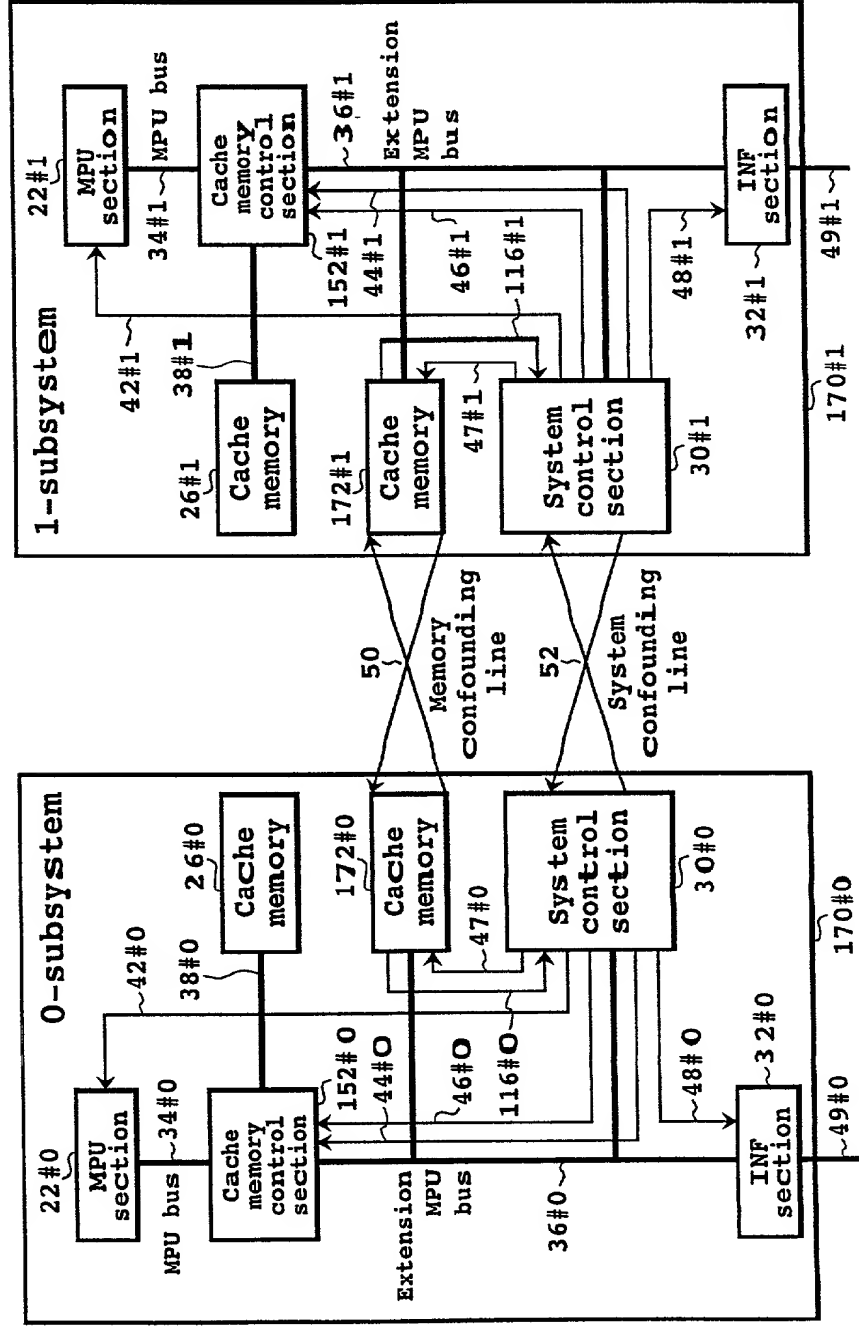 0-subsystem
22#0
MPU
section
34#0
MPU bus
42#0
38#0
26#0
Cache
memory
Cache
memory
control
section
152#0
44#0
46#0
116#0
47#0
172#0
Cache
memory
Extension
MPU
bus
36#0
System
control
section
30#0
48#0
INF
section
32#0
49#0
170#0
50
Memory
confounding
line
52
System
confounding
line
1-subsystem
22#1
MPU
section
34#1
MPU bus
42#1
38#1
26#1
Cache
memory
Cache
memory
control
section
152#1
44#1
46#1
116#1
47#1
172#1
Cache
memory
36#1
Extension
MPU
bus
System
control
section
30#1
48#1
INF
section
32#1
49#1
170#1